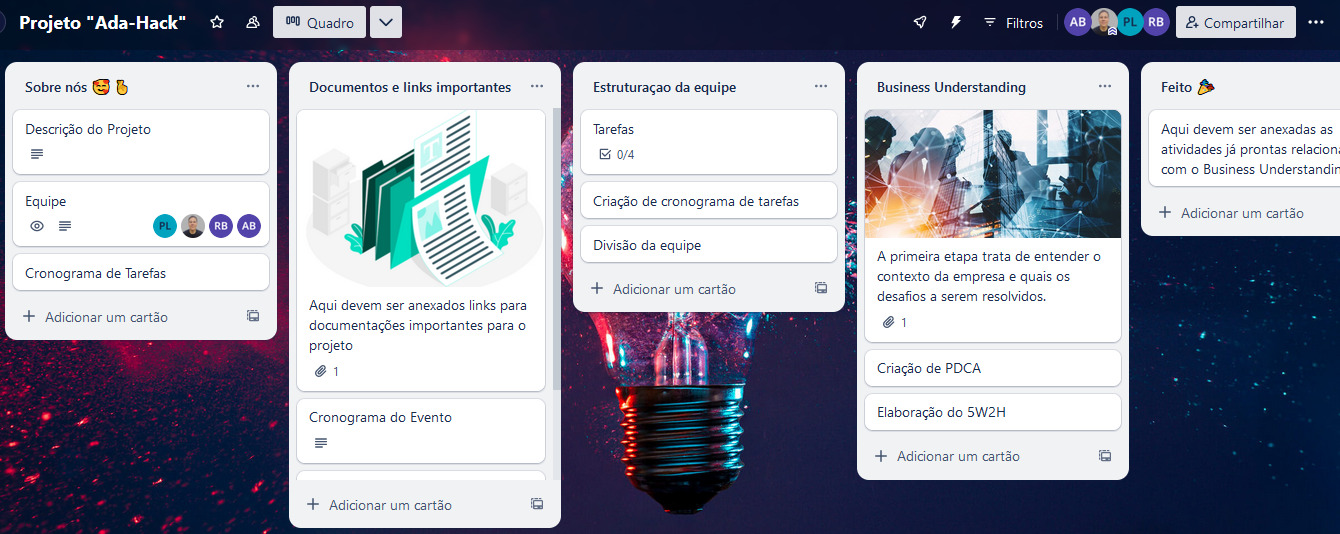 Projeto "Ada-Hack"
Quadro
Filtros
AB
PL
RB
Compartilhar
Sobre nós 🥰🫰
Descrição do Projeto
Equipe
PL
RB
AB
Cronograma de Tarefas
Adicionar um cartão
Documentos e links importantes
T
Aqui devem ser anexados links para
documentações importantes para o
projeto
1
Cronograma do Evento
Adicionar um cartão
Estruturaçao da equipe
Tarefas
0/4
Criação de cronograma de tarefas
Divisão da equipe
Adicionar um cartão
Business Understanding
A primeira etapa trata de entender o
contexto da empresa e quais os
desafios a serem resolvidos.
1
Criação de PDCA
Elaboração do 5W2H
Adicionar um cartão
Feito 🎉
Aqui devem ser anexadas as
atividades já prontas relaciona
com o Business Understandin
Adicionar um cartão